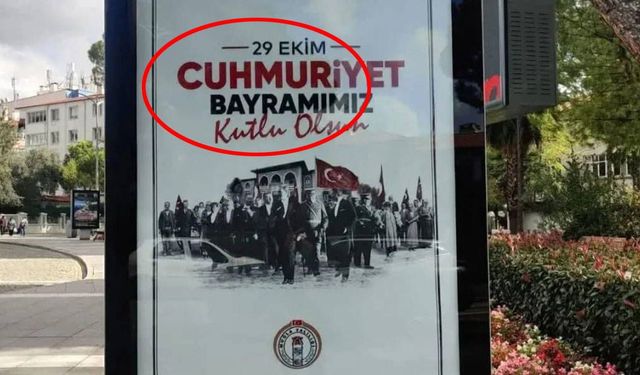 29 EKİM
CUHMURİYET
BAYRAMIMIZ
Kutlu Olsun